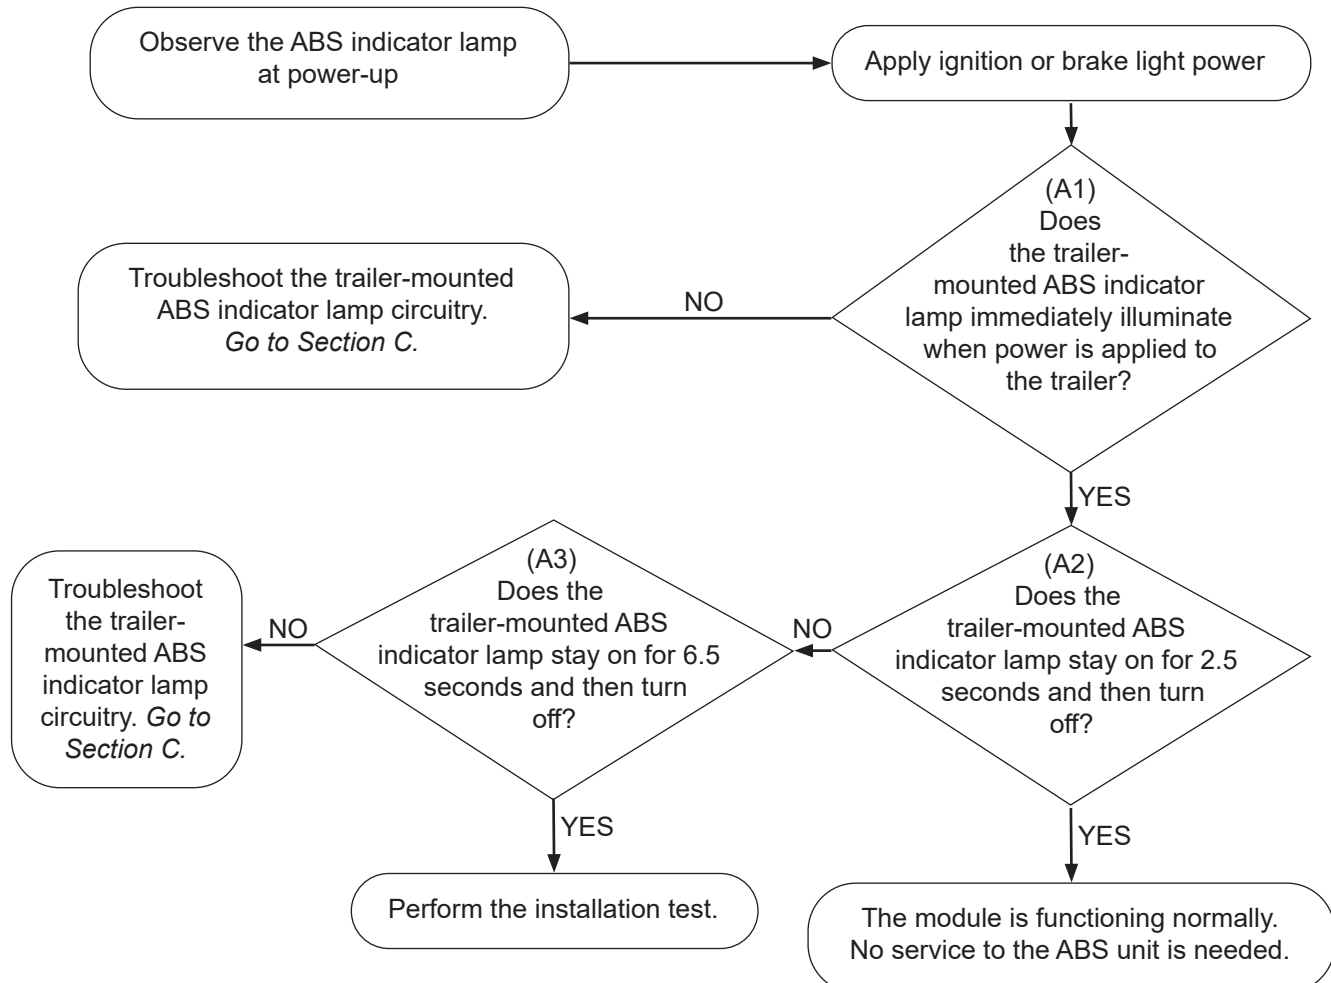 Observe the ABS indicator lamp
at power-up
Apply ignition or brake light power
(A1)
Does
the trailer-
mounted ABS indicator
lamp immediately illuminate
when power is applied to
the trailer?
NO
Troubleshoot the trailer-mounted
ABS indicator lamp circuitry.
Go to Section C.
YES
(A2)
Does the
trailer-mounted ABS
indicator lamp stay on for 2.5
seconds and then turn
off?
NO
(A3)
Does the
trailer-mounted ABS
indicator lamp stay on for 6.5
seconds and then turn
off?
NO
Troubleshoot
the trailer-
mounted ABS
indicator lamp
circuitry. Go to
Section C.
YES
Perform the installation test.
YES
The module is functioning normally.
No service to the ABS unit is needed.